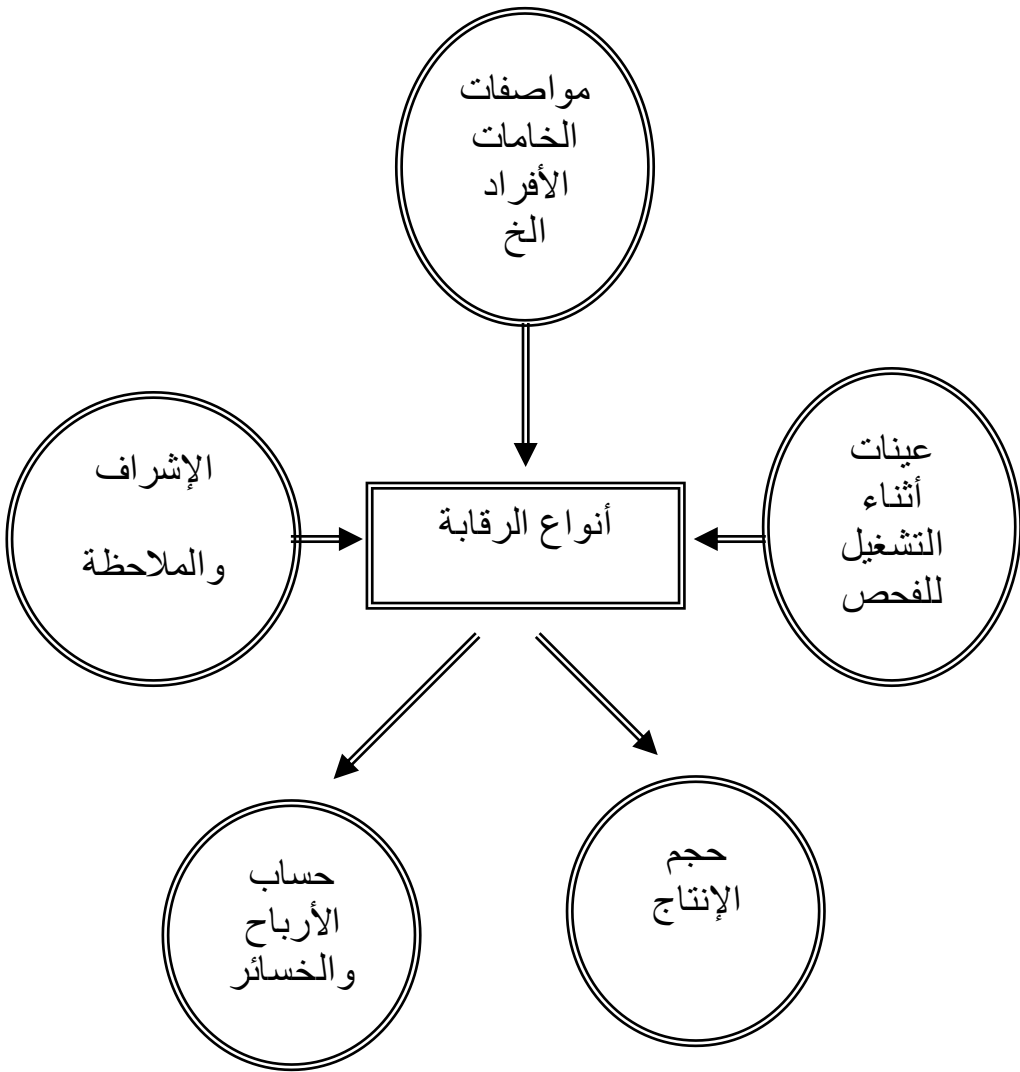 مواصفات
الخامات
الأفراد
الخ
عينات
أثناء
التشغيل
للفحص
أنواع الرقابة
الإشراف
والملاحظة
حجم
الإنتاج
حساب
الأرباح
والخسائر